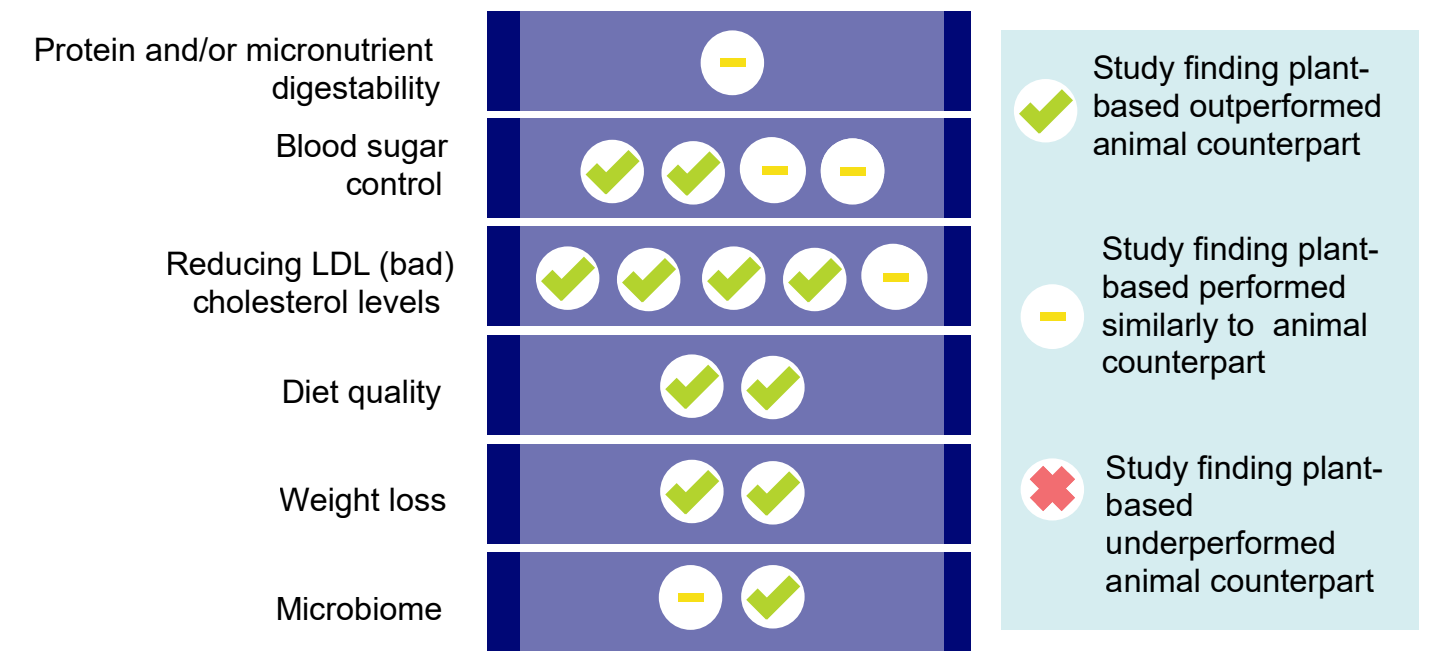 Protein and/or micronutrient
digestability
Blood sugar
control
Reducing LDL (bad)
cholesterol levels
Diet quality
Weight loss
Microbiome
Study finding plant-
based outperformed
animal counterpart
Study finding plant-
based performed
similarly to  animal
counterpart
Study finding plant-
based
underperformed
animal counterpart